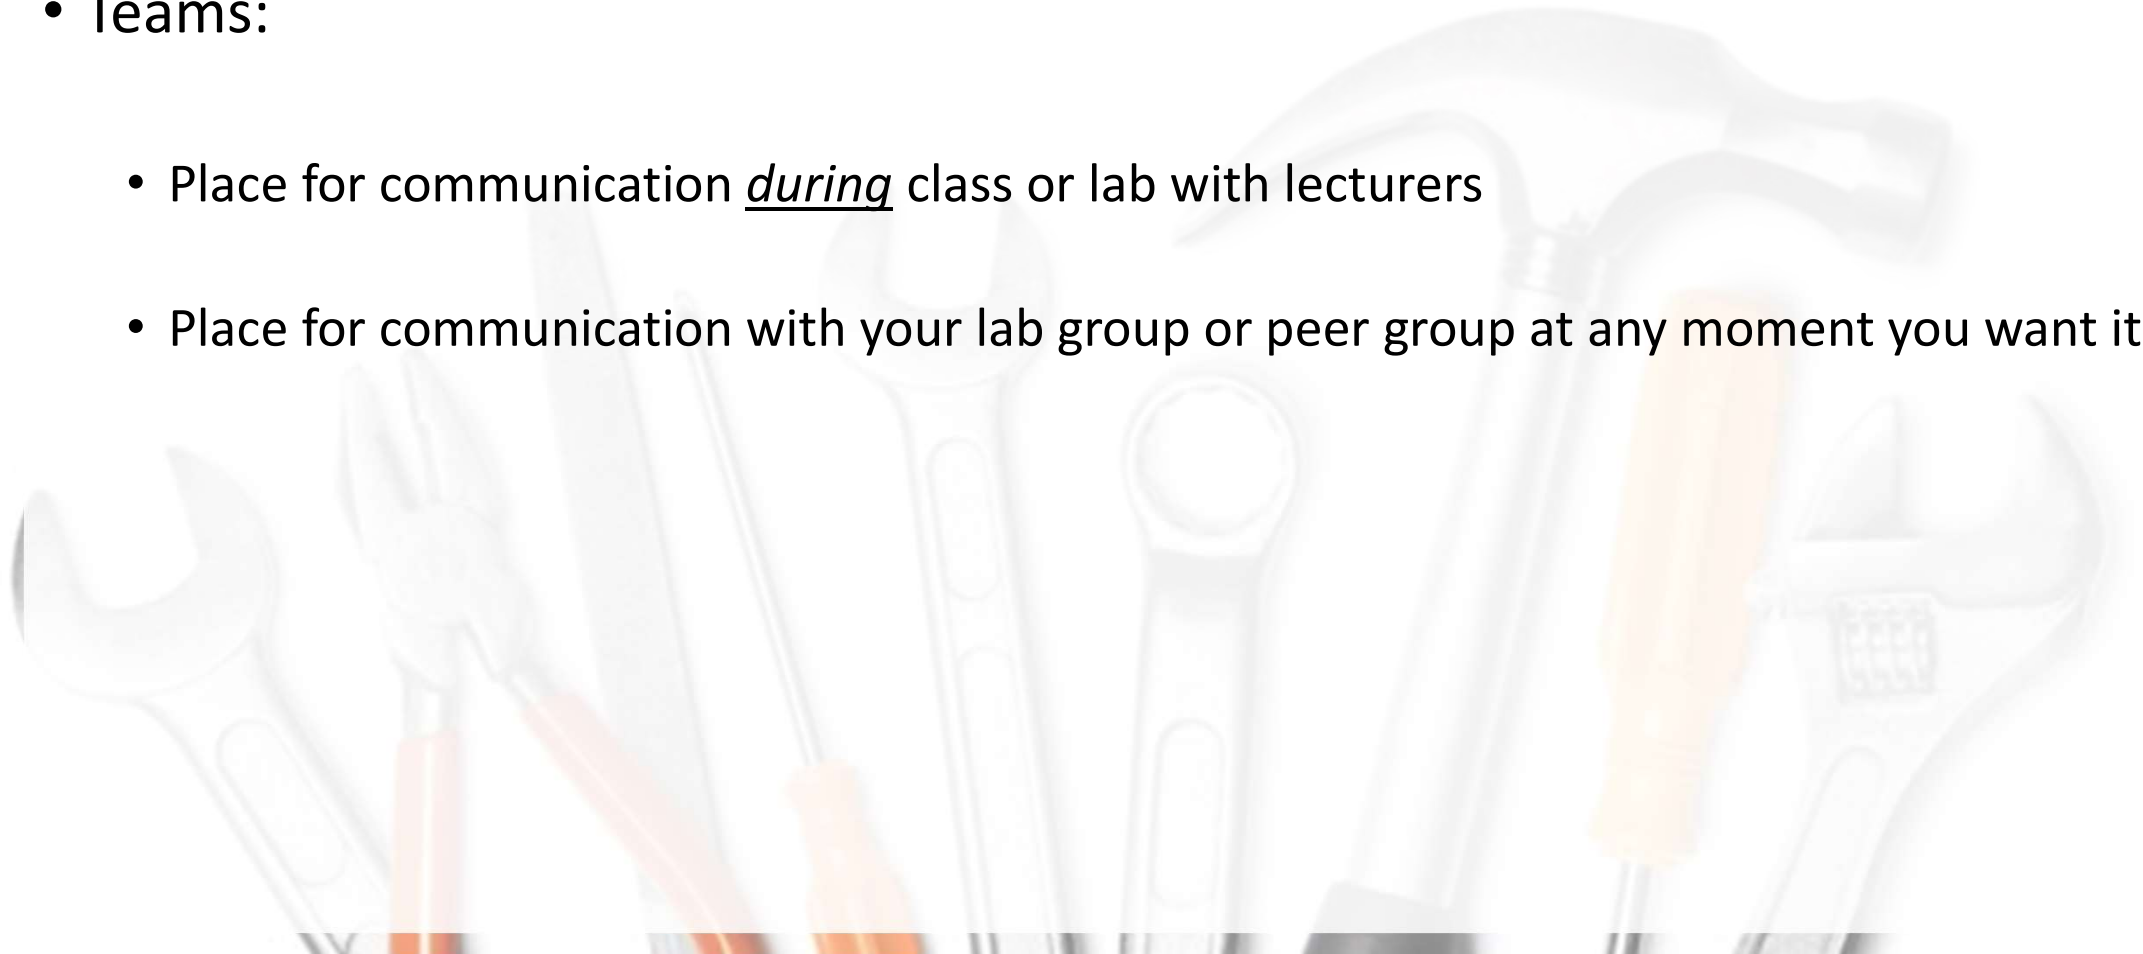 • Teams:
• Place for communication during class or lab with lecturers
• Place for communication with your lab group or peer group at any moment you want it